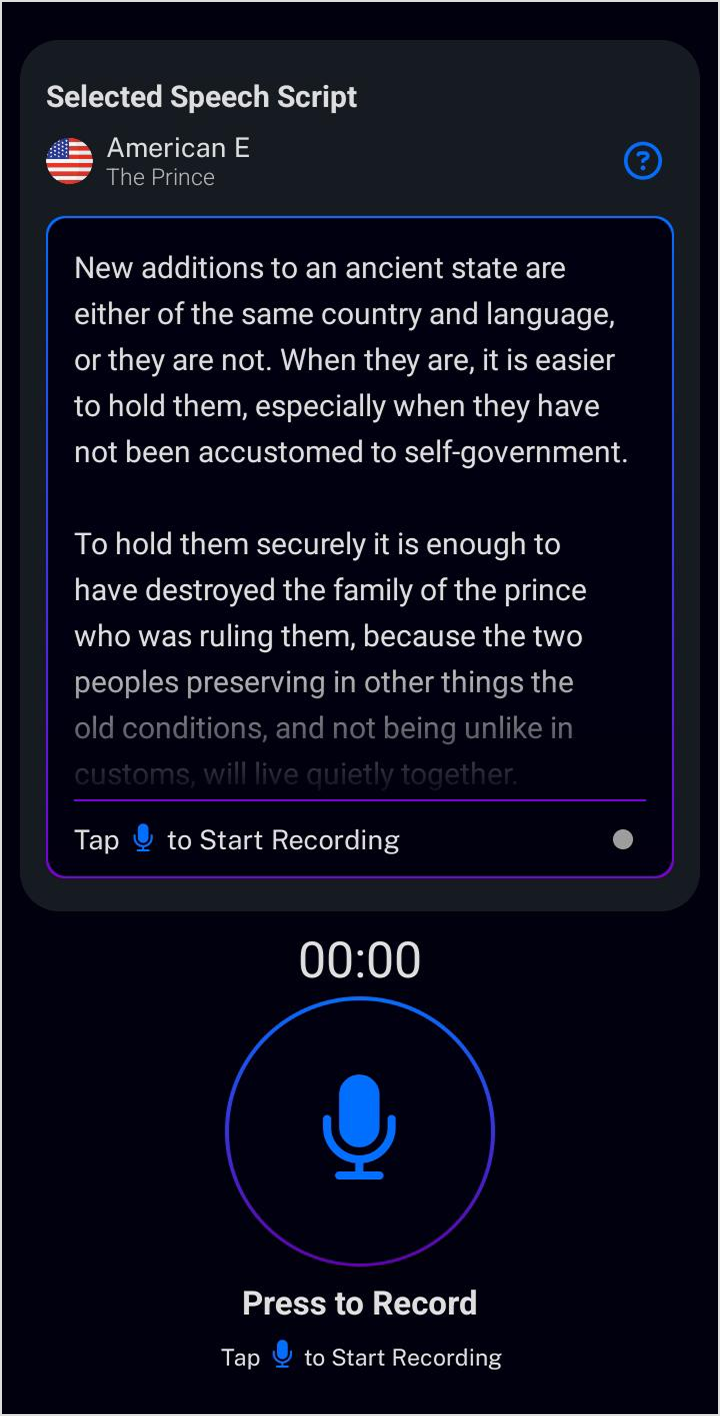 Selected Speech Script
American E
The Prince
New additions to an ancient state are
either of the same country and language,
or they are not. When they are, it is easier
to hold them, especially when they have
not been accustomed to self-government.
To hold them securely it is enough to
have destroyed the family of the prince
who was ruling them, because the two
peoples preserving in other things the
old conditions, and not being unlike in
customs, will live quietly together.
Tap to Start Recording
00:00
Press to Record
Tap to Start Recording